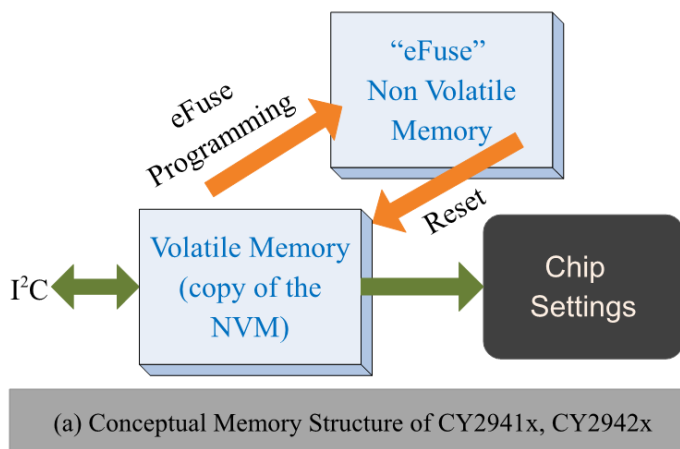 “eFuse”
Non Volatile
Memory
eFuse
Programming
Reset
Volatile Memory
(copy of the
NVM)
I²C
Chip
Settings
(a) Conceptual Memory Structure of CY2941x, CY2942x